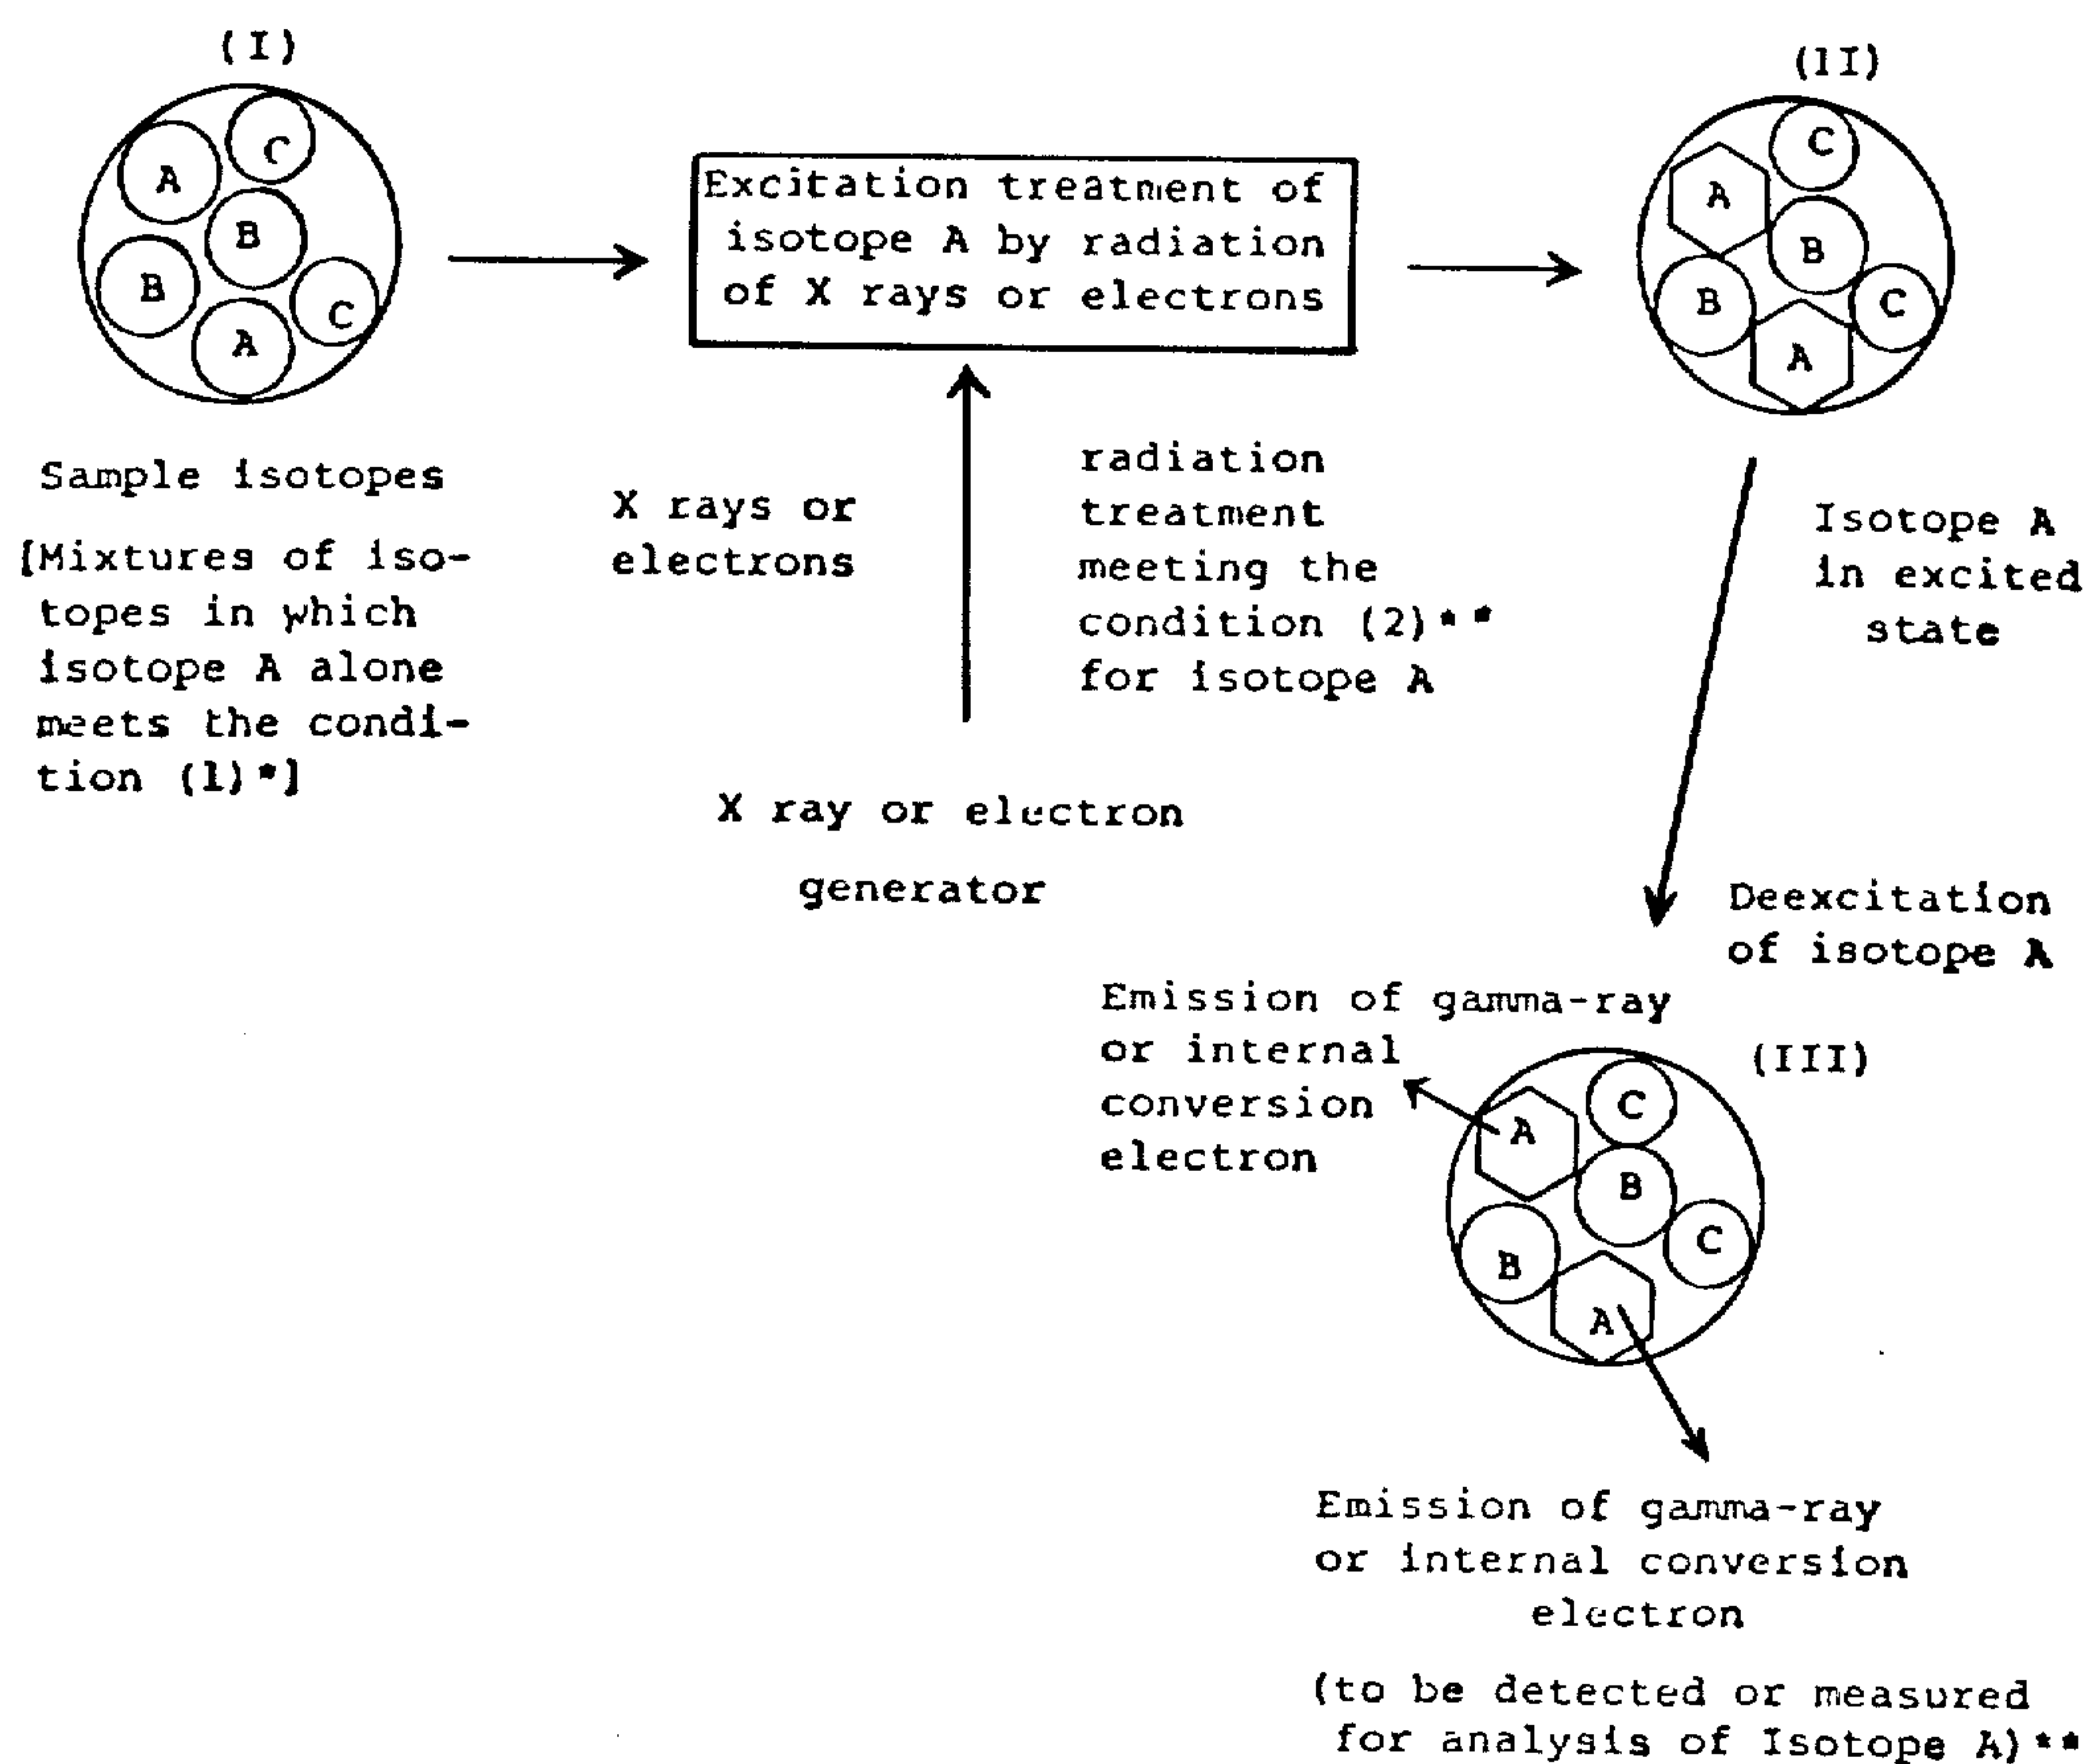 (I)
A
C
B
B
C
A
Sample isotopes
[Mixtures of iso-
topes in which
isotope A alone
meets the condi-
tion (1)*]
Excitation treatment of
isotope A by radiation
of X rays or electrons
X rays or
electrons
radiation
treatment
meeting the
condition (2)**
for isotope A
X ray or electron
generator
(II)
C
A
B
B
C
A
Isotope A
in excited
state
Deexcitation
of isotope A
Emission of gamma-ray
or internal
conversion
electron
(III)
C
A
B
B
C
A
Emission of gamma-ray
or internal conversion
electron
(to be detected or measured
for analysis of Isotope A)**